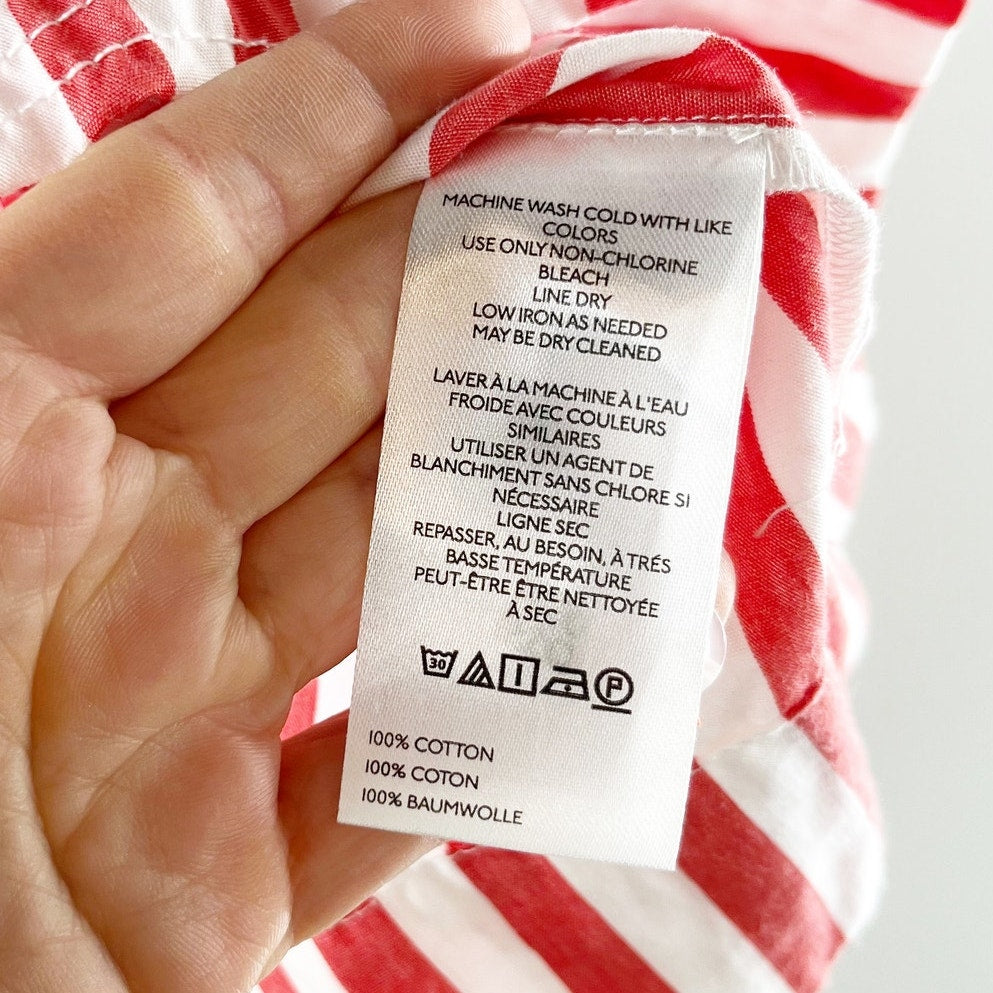 MACHINE WASH COLD WITH LIKE
COLORS
USE ONLY NON-CHLORINE
BLEACH
LINE DRY
LOW IRON AS NEEDED
MAY BE DRY CLEANED
LAVER À LA MACHINE À L'EAU
FROIDE AVEC COULEURS
SIMILAIRES
UTILISER UN AGENT DE
BLANCHIMENT SANS CHLORE SI
NÉCESSAIRE
LIGNE SEC
REPASSER, AU BESOIN, À TRÉS
BASSE TEMPÉRATURE
PEUT-ÊTRE ÊTRE NETTOYÉE
À SEC
30 P
100% COTTON
100% COTON
100% BAUMWOLLE